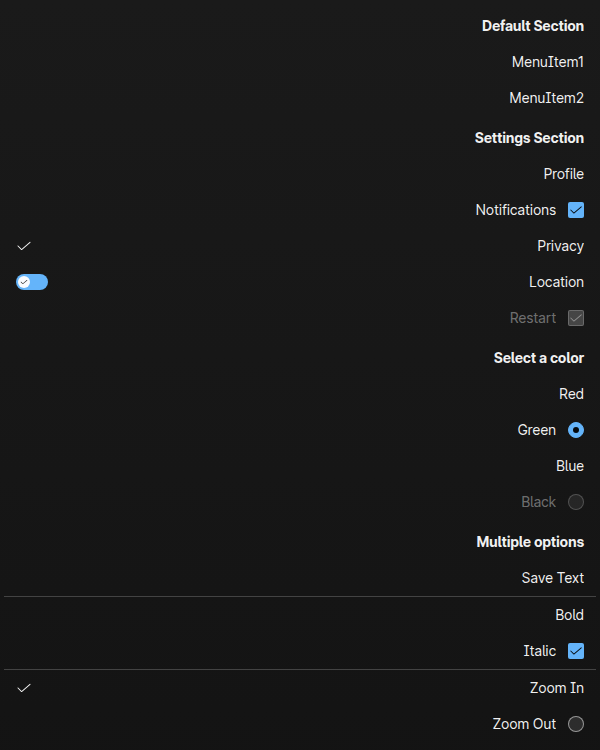 Default Section
MenuItem1
MenuItem2
Settings Section
Profile
Notifications
Privacy
Location
Restart
Select a color
Red
Green
Blue
Black
Multiple options
Save Text
Bold
Italic
Zoom In
Zoom Out